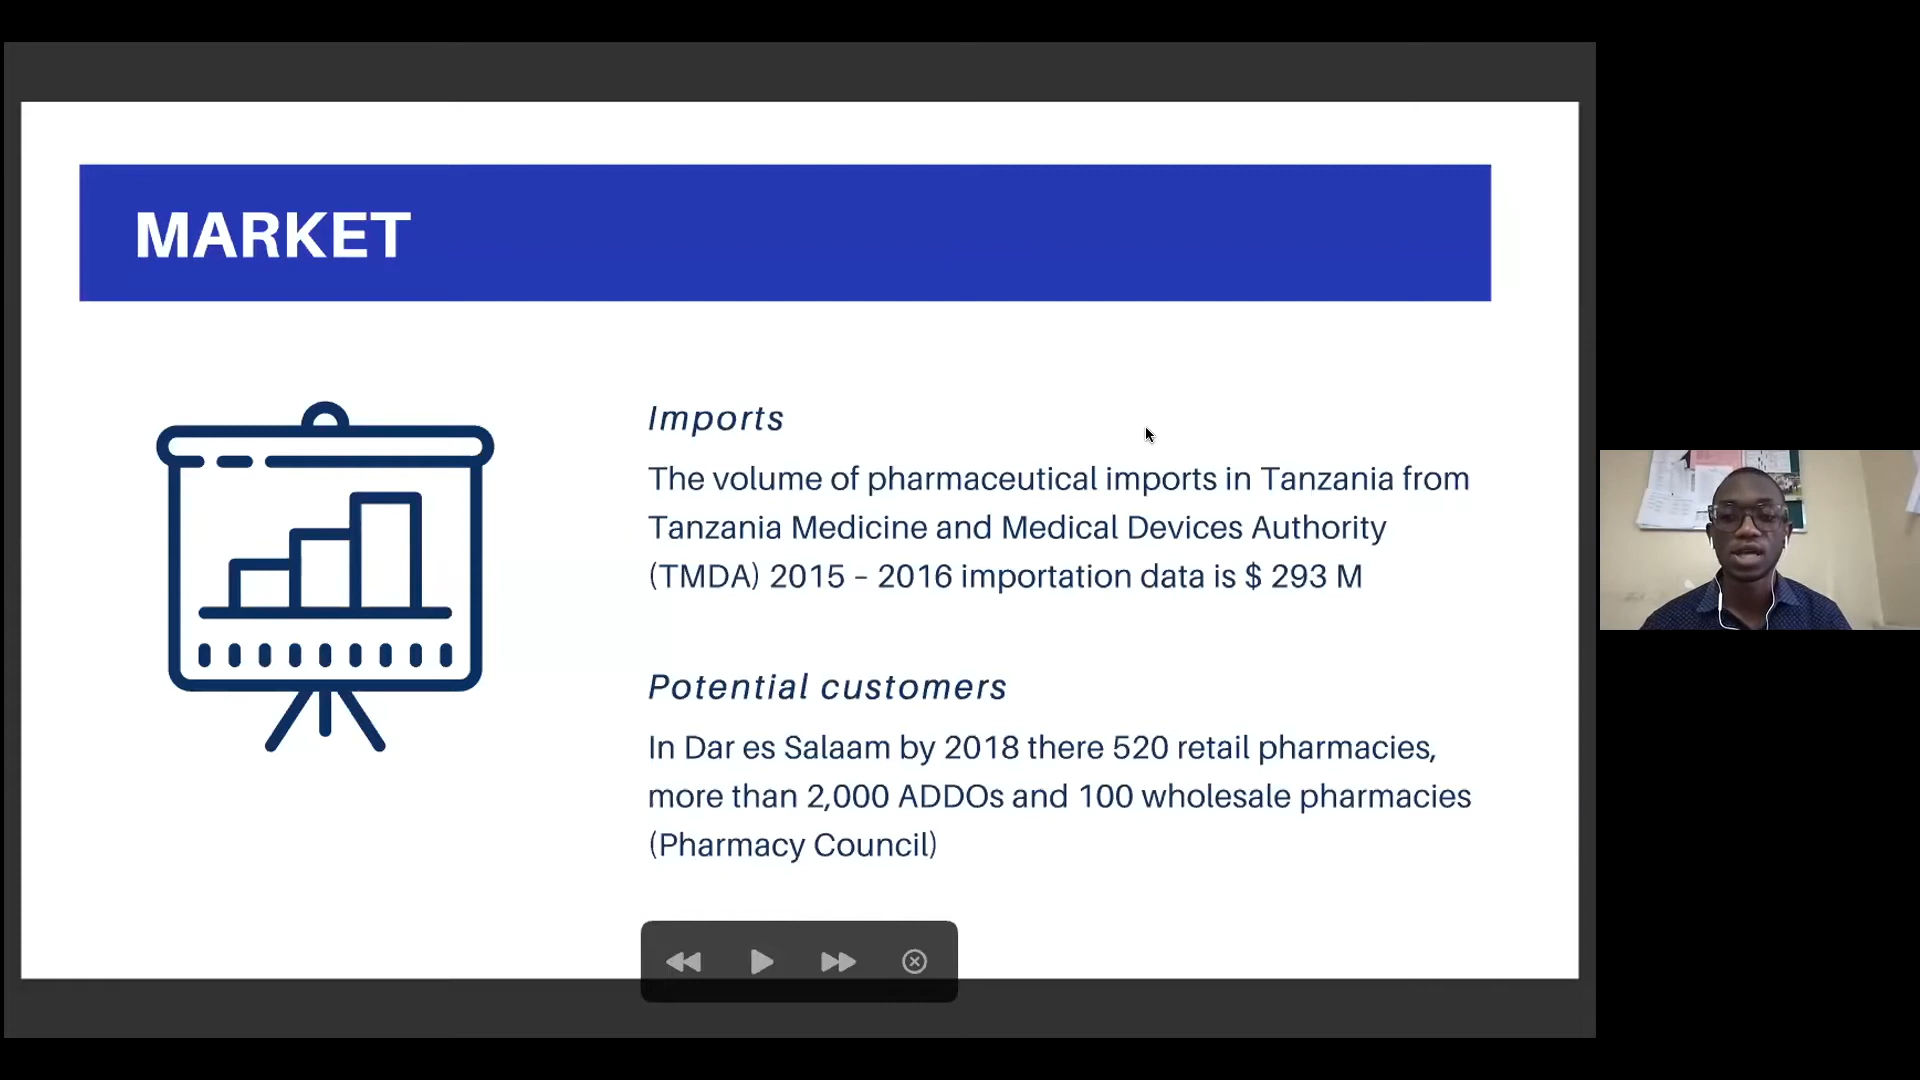 MARKET
Imports
The volume of pharmaceutical imports in Tanzania from
Tanzania Medicine and Medical Devices Authority
(TMDA) 2015 – 2016 importation data is $ 293 M
Potential customers
In Dar es Salaam by 2018 there 520 retail pharmacies,
more than 2,000 ADDOs and 100 wholesale pharmacies
(Pharmacy Council)